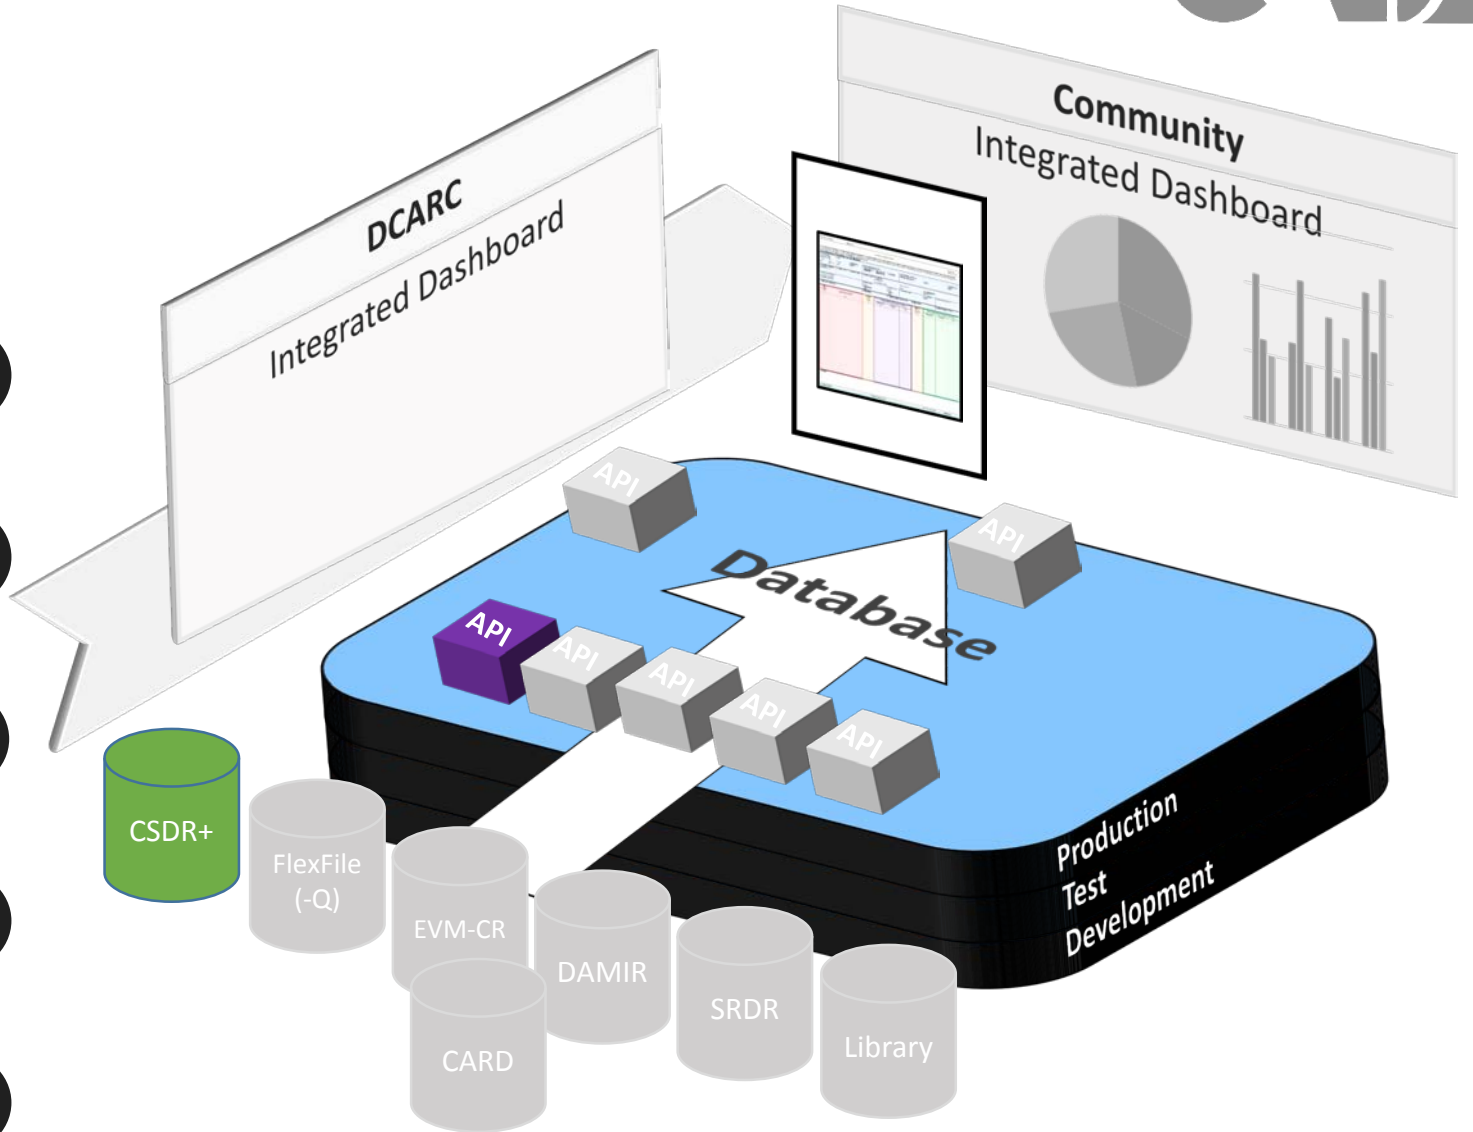 Community
Integrated Dashboard
DCARC
Integrated Dashboard
API
API
Database
API
API
API
API
API
Production
Test
Development
CSDR+
FlexFile
(-Q)
EVM-CR
DAMIR
SRDR
Library
CARD